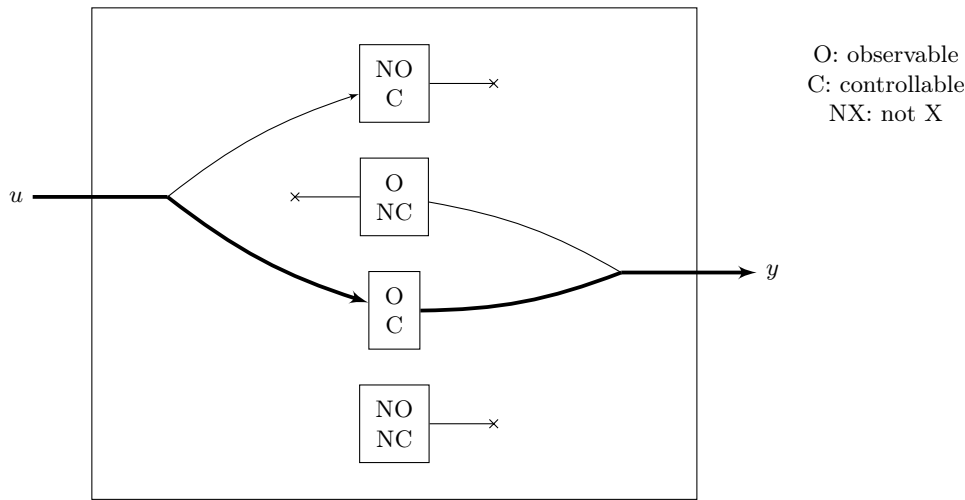 NO
C
O: observable
C: controllable
NX: not X
u
O
NC
O
C
y
NO
NC